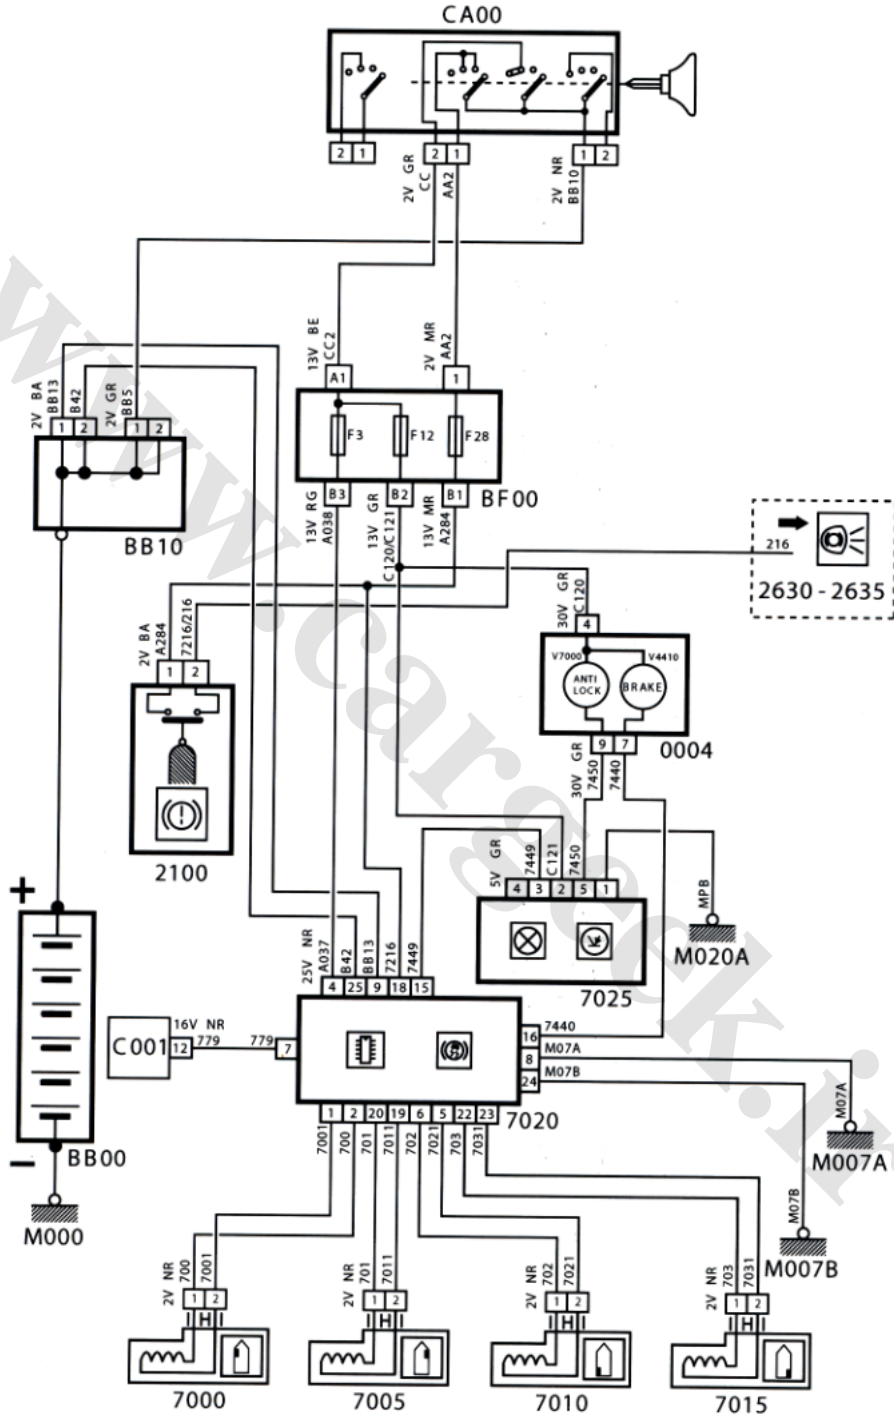 CA00
2 1
2 1
1 2
2V GR
CC
AA2
2V NR
BB10
13V BE
CC2
2V MR
AA2
2V BA
BB13
B42
2V GR
BB5
A1
1
1 2
1 2
F3
F12
F28
B3
B2
B1
BF00
BB10
13V RG
A038
13V GR
C120/C121
13V MR
A284
216
2630 - 2635
30V GR
C120
4
2V BA
A284
7216/216
1 2
V7000
V4410
ANTI LOCK
BRAKE
9 7
0004
30V GR
7450
7440
2100
5V GR
7449
C121
7450
4 3 2 5 1
MPB
M020A
7025
+
25V NR
A037
B42
BB13
7216
7449
4 25 9 18 15
C001
16V NR
12
779
779
7
16
7440
8
M07A
24
M07B
1 2 20 19 6 5 22 23
7020
7001
700
701
7011
702
7021
703
7031
M07A
M007A
BB00
−
M000
M07B
M007B
2V NR
700
7001
2V NR
701
7011
2V NR
702
7021
2V NR
703
7031
1 2
1 2
1 2
1 2
H
H
H
H
7000
7005
7010
7015
www.cargeek.ir